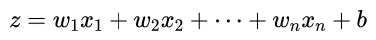 z = w₁x₁ + w₂x₂ + ⋯ + wₙxₙ + b